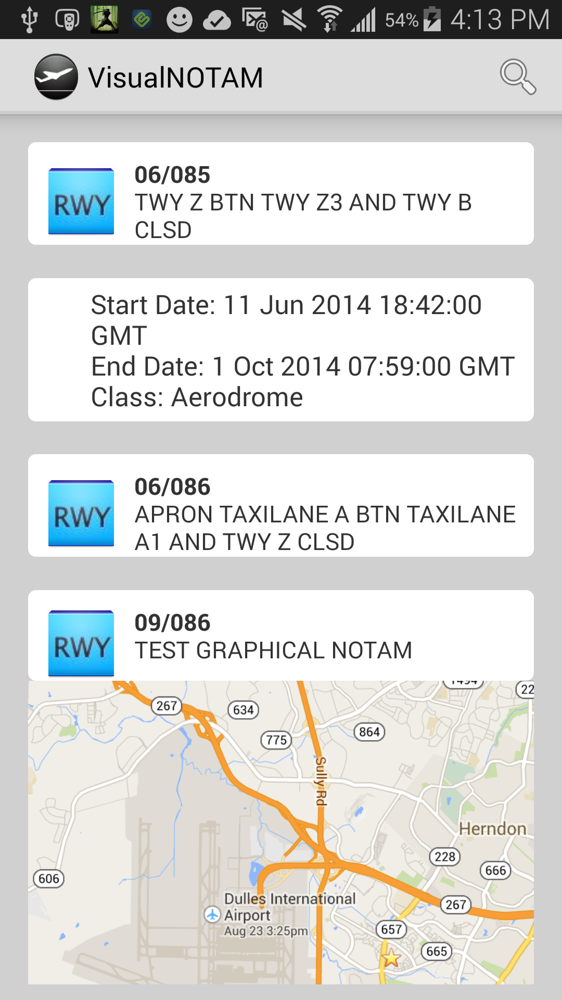 54% 4:13 PM
VisualNOTAM
06/085
RWY
TWY Z BTN TWY Z3 AND TWY B
CLSD
Start Date: 11 Jun 2014 18:42:00
GMT
End Date: 1 Oct 2014 07:59:00 GMT
Class: Aerodrome
06/086
RWY
APRON TAXILANE A BTN TAXILANE
A1 AND TWY Z CLSD
09/086
RWY
TEST GRAPHICAL NOTAM
1494
22
267
634
864
775
Sully Rd
Herndon
228
666
606
Dulles International
Airport
Aug 23 3:25pm
267
657
665